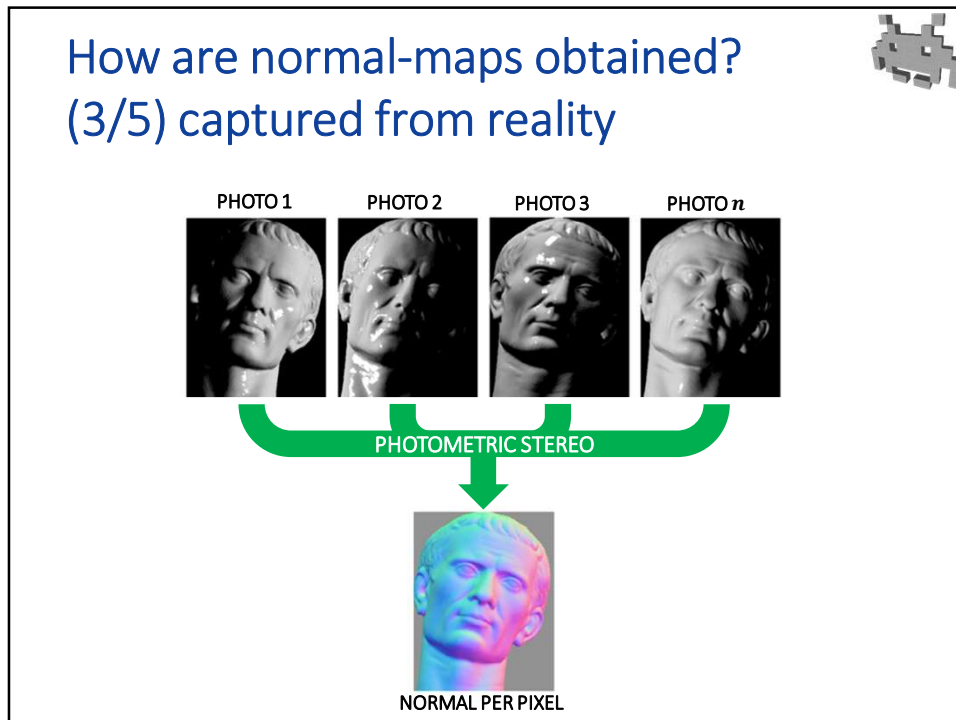 How are normal-maps obtained?
(3/5) captured from reality
PHOTO 1
PHOTO 2
PHOTO 3
PHOTO n
PHOTOMETRIC STEREO
NORMAL PER PIXEL